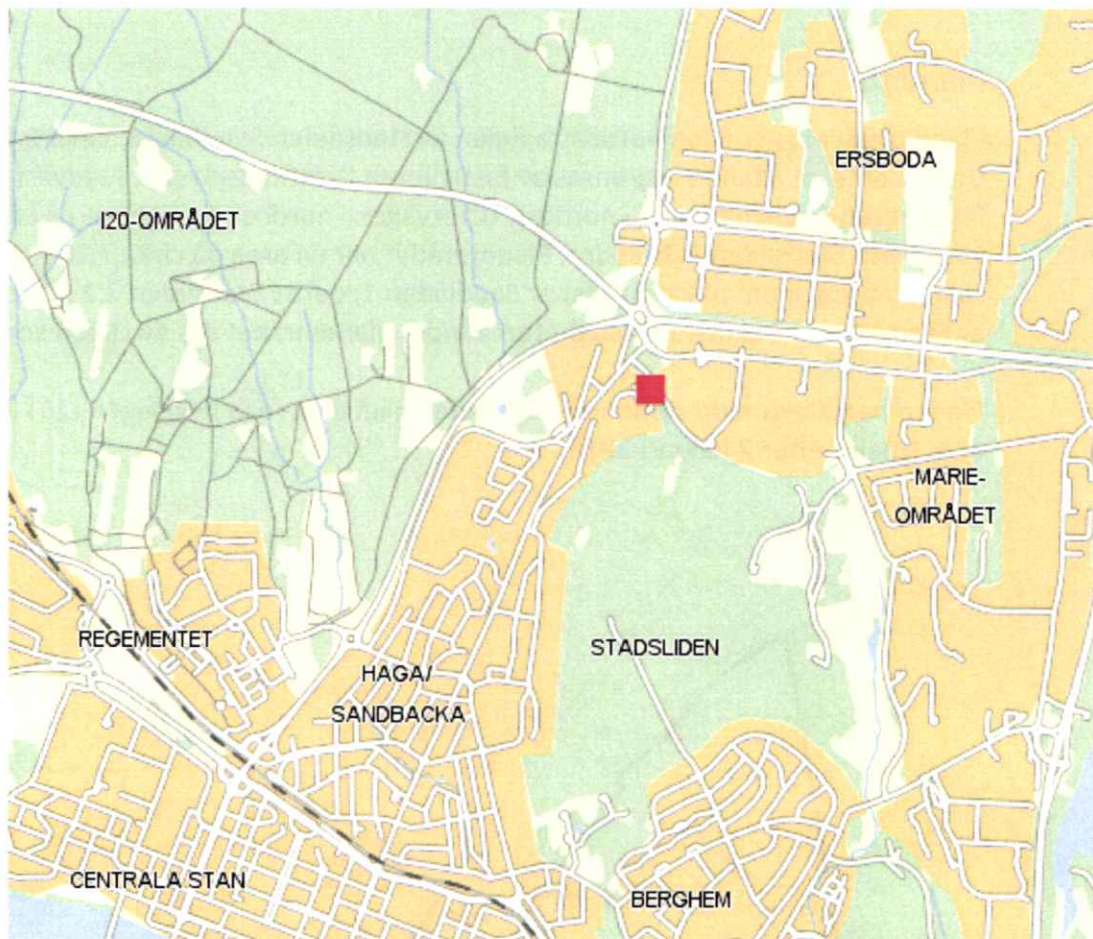 ERSBODA
I20-OMRÅDET
MARIE-
OMRÅDET
REGEMENTET
STADSLIDEN
HAGA/
SANDBACKA
CENTRALA STAN
BERGHEM